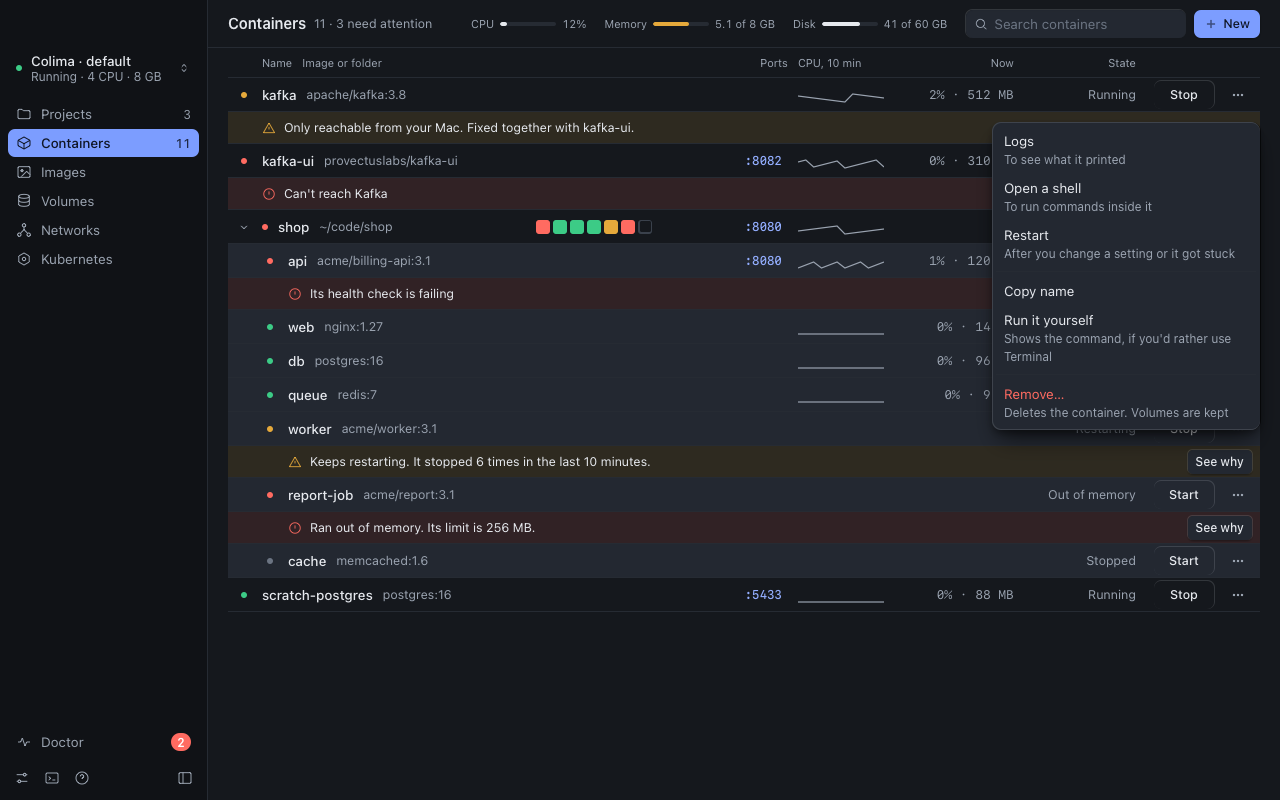 Containers 11 · 3 need attention CPU 12% Memory 5.1 of 8 GB Disk 41 of 60 GB Search containers + New
Colima · default
Running · 4 CPU · 8 GB
Projects 3
Containers 11
Images
Volumes
Networks
Kubernetes
Doctor 2
Name Image or folder Ports CPU, 10 min Now State
kafka apache/kafka:3.8 2% · 512 MB Running Stop ...
Only reachable from your Mac. Fixed together with kafka-ui.
kafka-ui provectuslabs/kafka-ui :8082 0% · 310
Can't reach Kafka
shop ~/code/shop :8080
api acme/billing-api:3.1 :8080 1% · 120
Its health check is failing
web nginx:1.27 0% · 14
db postgres:16 0% · 96
queue redis:7 0% · 9
worker acme/worker:3.1 Restarting Stop
Keeps restarting. It stopped 6 times in the last 10 minutes. See why
report-job acme/report:3.1 Out of memory Start ...
Ran out of memory. Its limit is 256 MB. See why
cache memcached:1.6 Stopped Start ...
scratch-postgres postgres:16 :5433 0% · 88 MB Running Stop ...
Logs
To see what it printed
Open a shell
To run commands inside it
Restart
After you change a setting or it got stuck
Copy name
Run it yourself
Shows the command, if you'd rather use
Terminal
Remove...
Deletes the container. Volumes are kept